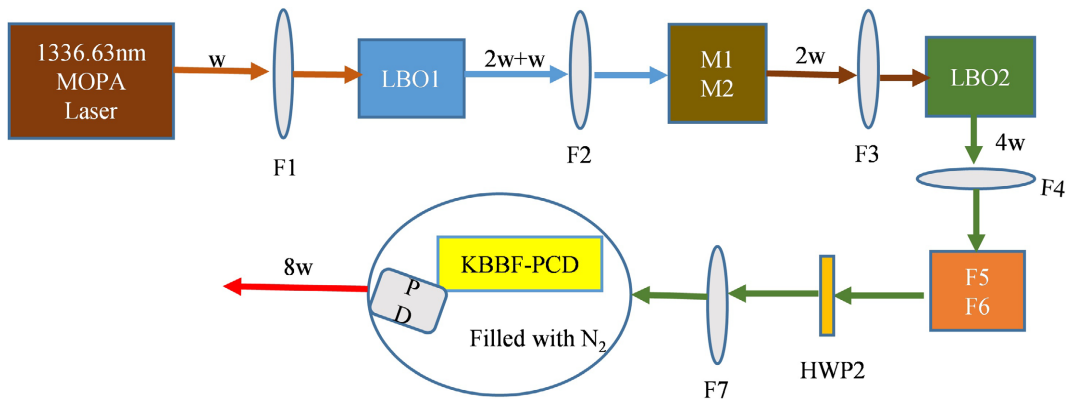 1336.63nm
MOPA
Laser
w
F1
LBO1
2w+w
F2
M1
M2
2w
F3
LBO2
4w
F4
F5
F6
HWP2
F7
KBBF-PCD
P
D
Filled with N₂
8w